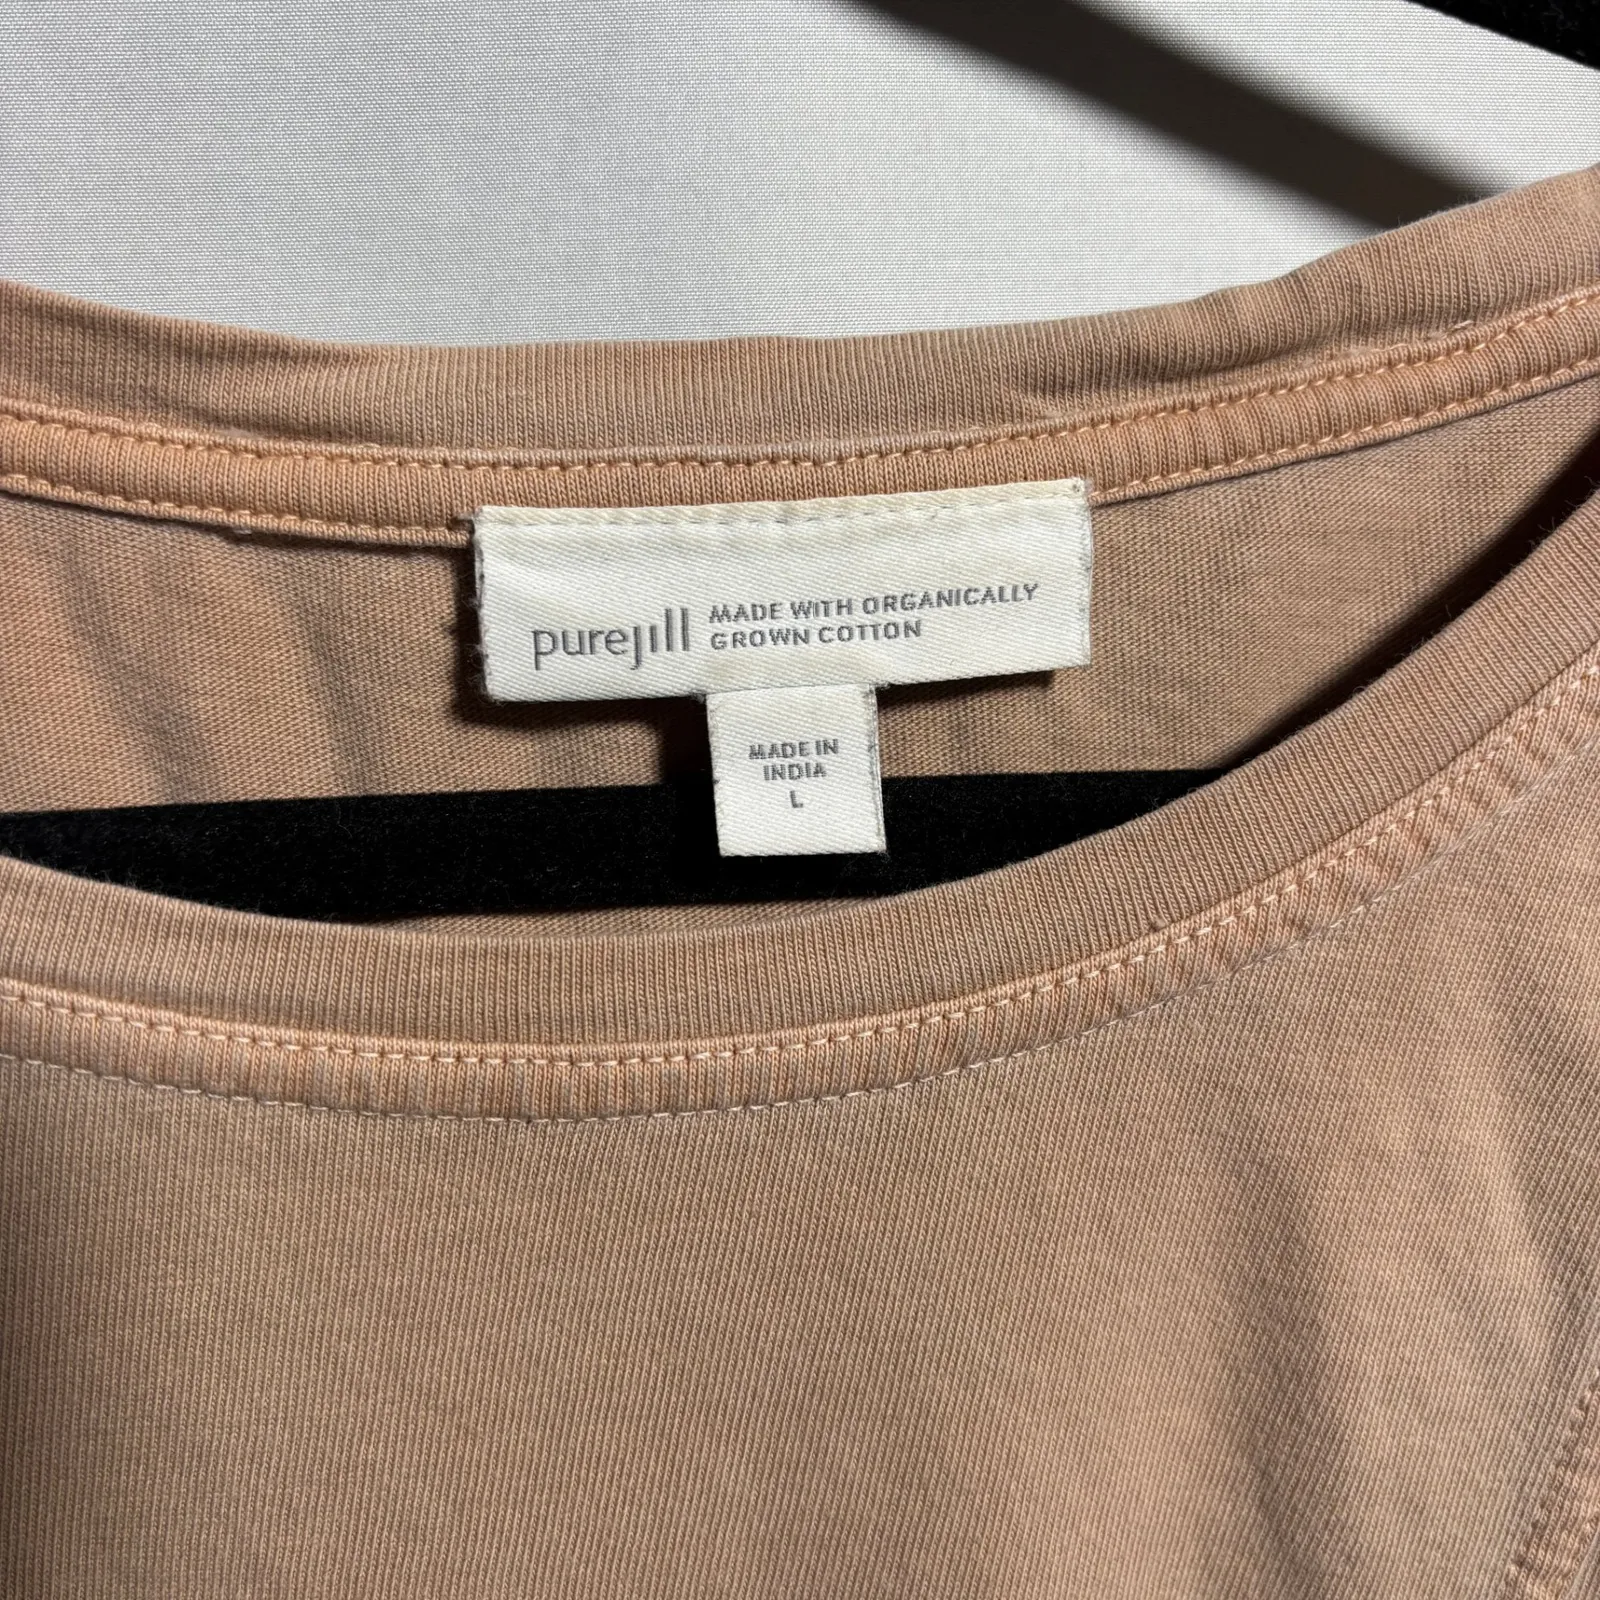 purejill
MADE WITH ORGANICALLY
GROWN COTTON
MADE IN
INDIA
L